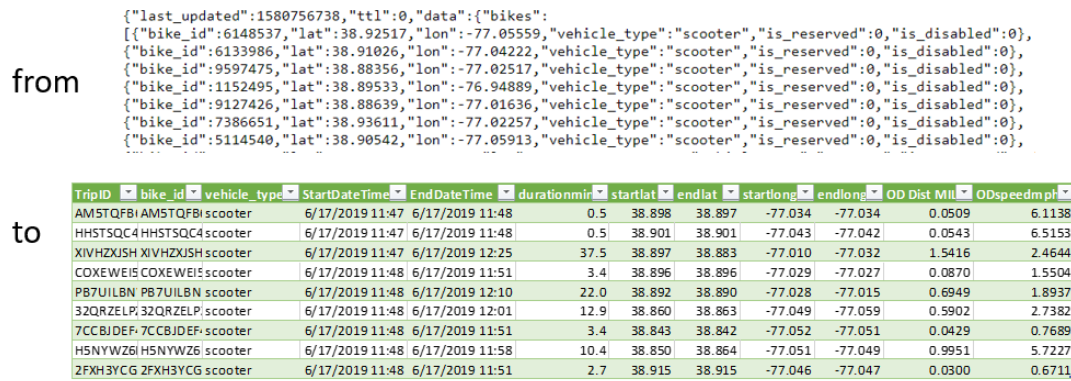 {"last_updated":1580756738,"ttl":0,"data":{"bikes":
[{"bike_id":6148537,"lat":38.92517,"lon":-77.05559,"vehicle_type":"scooter","is_reserved":0,"is_disabled":0},
{"bike_id":6133986,"lat":38.91026,"lon":-77.04222,"vehicle_type":"scooter","is_reserved":0,"is_disabled":0},
{"bike_id":9597475,"lat":38.88356,"lon":-77.02517,"vehicle_type":"scooter","is_reserved":0,"is_disabled":0},
from
{"bike_id":1152495,"lat":38.89533,"lon":-76.94889,"vehicle_type":"scooter","is_reserved":0,"is_disabled":0},
{"bike_id":9127426,"lat":38.88639,"lon":-77.01636,"vehicle_type":"scooter","is_reserved":0,"is_disabled":0},
{"bike_id":7386651,"lat":38.93611,"lon":-77.02257,"vehicle_type":"scooter","is_reserved":0,"is_disabled":0},
{"bike_id":5114540,"lat":38.90542,"lon":-77.05913,"vehicle_type":"scooter","is_reserved":0,"is_disabled":0},
to
TripID bike_id vehicle_type StartDateTime EndDateTime durationmin startlat endlat startlong endlong OD Dist MIL ODspeedmph
AM5TQFB AM5TQFB scooter 6/17/2019 11:47 6/17/2019 11:48 0.5 38.898 38.897 -77.034 -77.034 0.0509 6.1138
HHSTSQC4 HHSTSQC4 scooter 6/17/2019 11:47 6/17/2019 11:48 0.5 38.901 38.901 -77.043 -77.042 0.0543 6.5153
XIVHZXJSH XIVHZXJSH scooter 6/17/2019 11:47 6/17/2019 12:25 37.5 38.897 38.883 -77.010 -77.032 1.5416 2.4644
COXEWEI5 COXEWEI5 scooter 6/17/2019 11:48 6/17/2019 11:51 3.4 38.896 38.896 -77.029 -77.027 0.0870 1.5504
PB7UILBN PB7UILBN scooter 6/17/2019 11:48 6/17/2019 12:10 22.0 38.892 38.890 -77.028 -77.015 0.6949 1.8937
32QRZELP 32QRZELP scooter 6/17/2019 11:48 6/17/2019 12:01 12.9 38.860 38.863 -77.049 -77.059 0.5902 2.7382
7CCBJDEF 7CCBJDEF scooter 6/17/2019 11:48 6/17/2019 11:51 3.4 38.843 38.842 -77.052 -77.051 0.0429 0.7689
H5NYWZ6 H5NYWZ6 scooter 6/17/2019 11:48 6/17/2019 11:58 10.4 38.850 38.864 -77.051 -77.049 0.9951 5.7227
2FXH3YCG 2FXH3YCG scooter 6/17/2019 11:48 6/17/2019 11:51 2.7 38.915 38.915 -77.046 -77.047 0.0300 0.6711